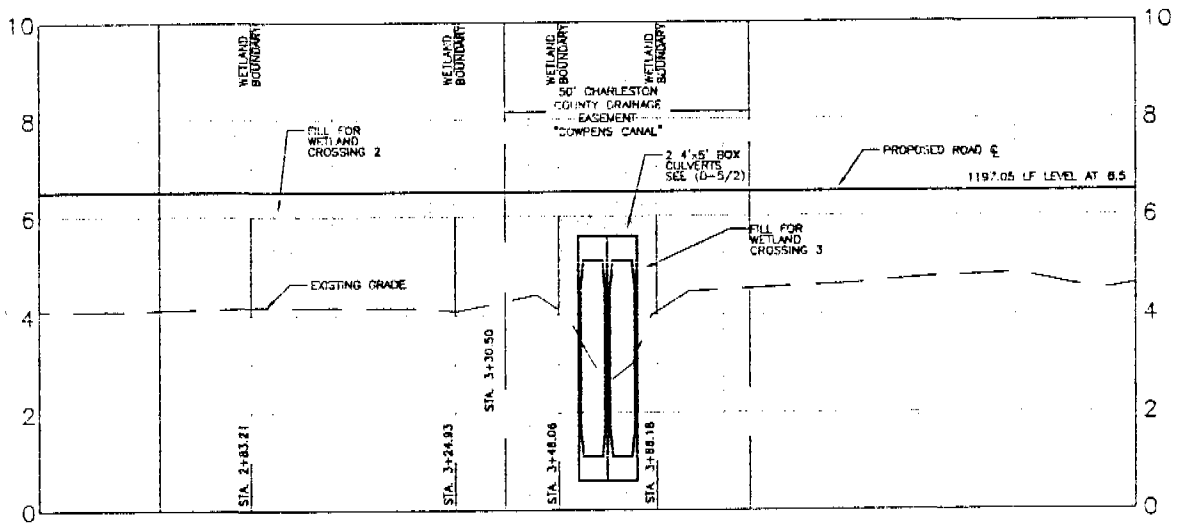 10
8
6
4
2
0
10
8
6
4
2
0
WETLAND
BOUNDARY
WETLAND
BOUNDARY
WETLAND
BOUNDARY
WETLAND
BOUNDARY
50' CHARLESTON
COUNTY DRAINAGE
EASEMENT
"COWPENS CANAL"
FILL FOR
WETLAND
CROSSING 2
2 4'x5' BOX
CULVERTS
SEE (D-5/2)
PROPOSED ROAD ℄
1197.05 LF LEVEL AT 6.5
FILL FOR
WETLAND
CROSSING 3
EXISTING GRADE
STA. 2+83.21
STA. 3+24.93
STA. 3+30.50
STA. 3+46.06
STA. 3+88.18